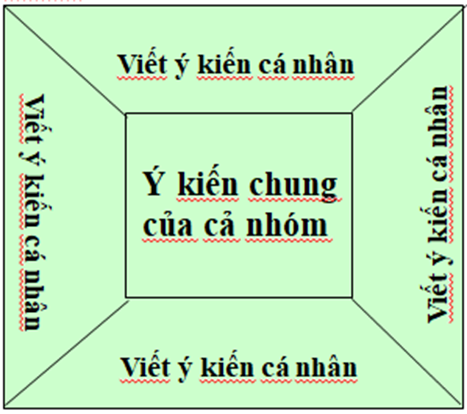 Viết ý kiến cá nhân
Viết ý kiến cá nhân
Ý kiến chung
của cả nhóm
Viết ý kiến cá nhân
Viết ý kiến cá nhân